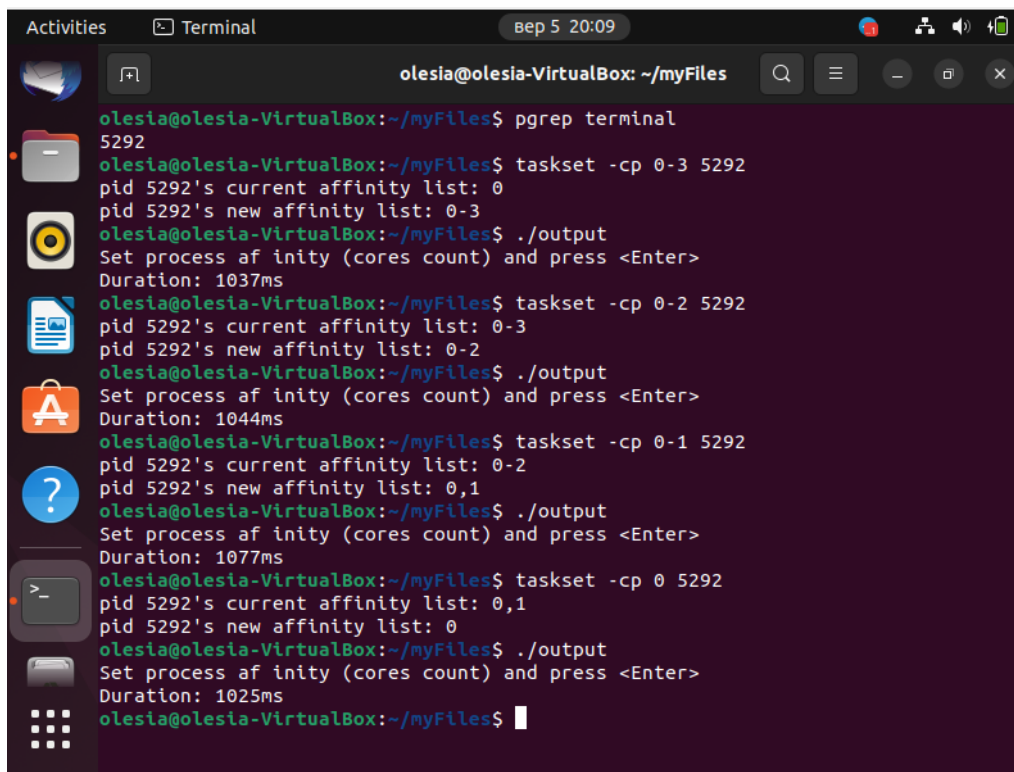 Activities Terminal вер 5 20:09
olesia@olesia-VirtualBox: ~/myFiles
olesia@olesia-VirtualBox:~/myFiles$ pgrep terminal
5292
olesia@olesia-VirtualBox:~/myFiles$ taskset -cp 0-3 5292
pid 5292's current affinity list: 0
pid 5292's new affinity list: 0-3
olesia@olesia-VirtualBox:~/myFiles$ ./output
Set process af inity (cores count) and press <Enter>
Duration: 1037ms
olesia@olesia-VirtualBox:~/myFiles$ taskset -cp 0-2 5292
pid 5292's current affinity list: 0-3
pid 5292's new affinity list: 0-2
olesia@olesia-VirtualBox:~/myFiles$ ./output
Set process af inity (cores count) and press <Enter>
Duration: 1044ms
olesia@olesia-VirtualBox:~/myFiles$ taskset -cp 0-1 5292
pid 5292's current affinity list: 0-2
pid 5292's new affinity list: 0,1
olesia@olesia-VirtualBox:~/myFiles$ ./output
Set process af inity (cores count) and press <Enter>
Duration: 1077ms
olesia@olesia-VirtualBox:~/myFiles$ taskset -cp 0 5292
pid 5292's current affinity list: 0,1
pid 5292's new affinity list: 0
olesia@olesia-VirtualBox:~/myFiles$ ./output
Set process af inity (cores count) and press <Enter>
Duration: 1025ms
olesia@olesia-VirtualBox:~/myFiles$